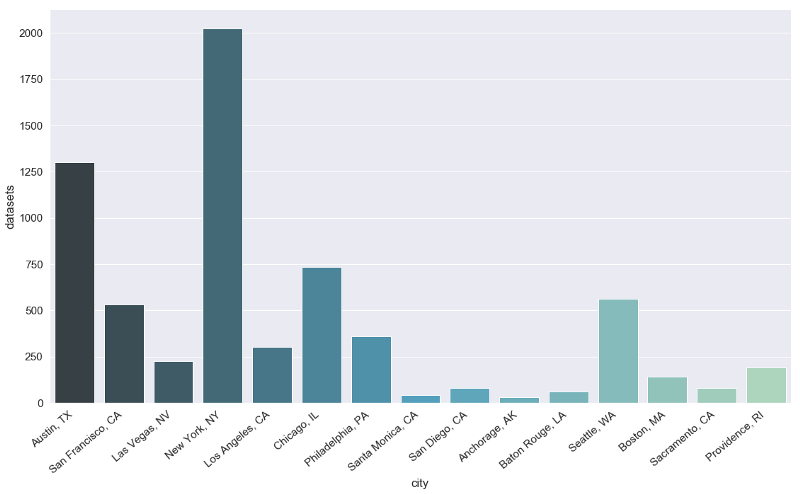 2000
1750
1500
1250
1000
750
500
250
0
datasets
Austin, TX
San Francisco, CA
Las Vegas, NV
New York, NY
Los Angeles, CA
Chicago, IL
Philadelphia, PA
Santa Monica, CA
San Diego, CA
Anchorage, AK
Baton Rouge, LA
Seattle, WA
Boston, MA
Sacramento, CA
Providence, RI
city